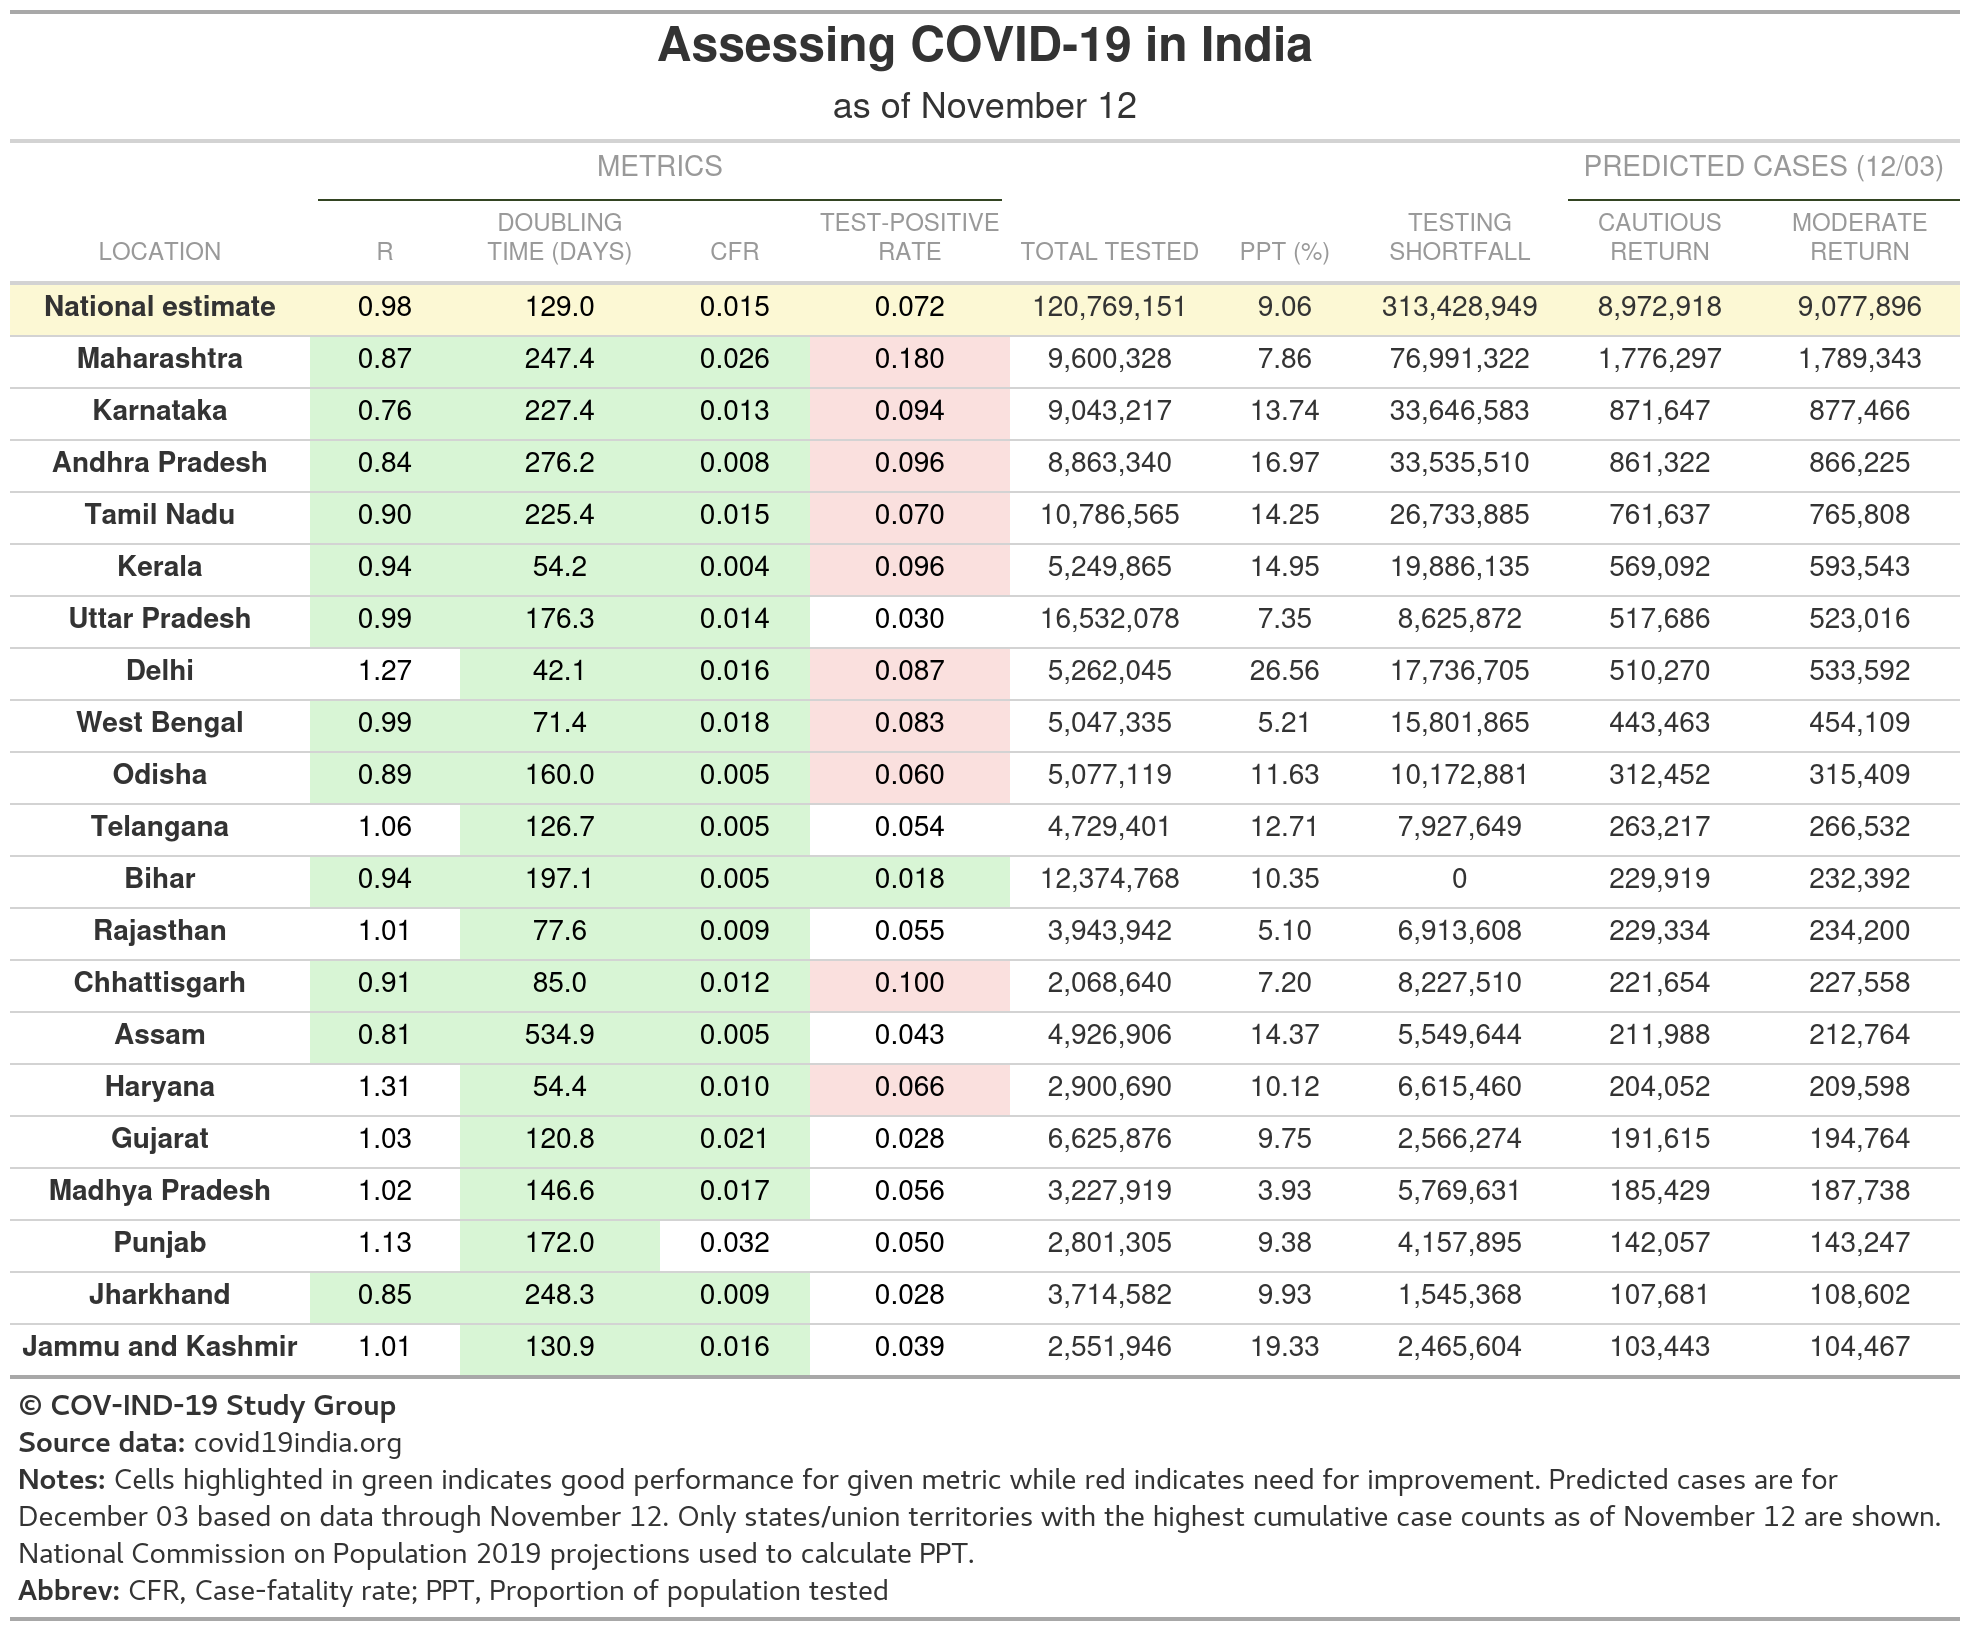 Assessing COVID-19 in India
as of November 12
METRICS PREDICTED CASES (12/03)
LOCATION R DOUBLING TIME (DAYS) CFR TEST-POSITIVE RATE TOTAL TESTED PPT (%) TESTING SHORTFALL CAUTIOUS RETURN MODERATE RETURN
National estimate 0.98 129.0 0.015 0.072 120,769,151 9.06 313,428,949 8,972,918 9,077,896
Maharashtra 0.87 247.4 0.026 0.180 9,600,328 7.86 76,991,322 1,776,297 1,789,343
Karnataka 0.76 227.4 0.013 0.094 9,043,217 13.74 33,646,583 871,647 877,466
Andhra Pradesh 0.84 276.2 0.008 0.096 8,863,340 16.97 33,535,510 861,322 866,225
Tamil Nadu 0.90 225.4 0.015 0.070 10,786,565 14.25 26,733,885 761,637 765,808
Kerala 0.94 54.2 0.004 0.096 5,249,865 14.95 19,886,135 569,092 593,543
Uttar Pradesh 0.99 176.3 0.014 0.030 16,532,078 7.35 8,625,872 517,686 523,016
Delhi 1.27 42.1 0.016 0.087 5,262,045 26.56 17,736,705 510,270 533,592
West Bengal 0.99 71.4 0.018 0.083 5,047,335 5.21 15,801,865 443,463 454,109
Odisha 0.89 160.0 0.005 0.060 5,077,119 11.63 10,172,881 312,452 315,409
Telangana 1.06 126.7 0.005 0.054 4,729,401 12.71 7,927,649 263,217 266,532
Bihar 0.94 197.1 0.005 0.018 12,374,768 10.35 0 229,919 232,392
Rajasthan 1.01 77.6 0.009 0.055 3,943,942 5.10 6,913,608 229,334 234,200
Chhattisgarh 0.91 85.0 0.012 0.100 2,068,640 7.20 8,227,510 221,654 227,558
Assam 0.81 534.9 0.005 0.043 4,926,906 14.37 5,549,644 211,988 212,764
Haryana 1.31 54.4 0.010 0.066 2,900,690 10.12 6,615,460 204,052 209,598
Gujarat 1.03 120.8 0.021 0.028 6,625,876 9.75 2,566,274 191,615 194,764
Madhya Pradesh 1.02 146.6 0.017 0.056 3,227,919 3.93 5,769,631 185,429 187,738
Punjab 1.13 172.0 0.032 0.050 2,801,305 9.38 4,157,895 142,057 143,247
Jharkhand 0.85 248.3 0.009 0.028 3,714,582 9.93 1,545,368 107,681 108,602
Jammu and Kashmir 1.01 130.9 0.016 0.039 2,551,946 19.33 2,465,604 103,443 104,467
© COV-IND-19 Study Group
Source data: covid19india.org
Notes: Cells highlighted in green indicates good performance for given metric while red indicates need for improvement. Predicted cases are for
December 03 based on data through November 12. Only states/union territories with the highest cumulative case counts as of November 12 are shown.
National Commission on Population 2019 projections used to calculate PPT.
Abbrev: CFR, Case-fatality rate; PPT, Proportion of population tested